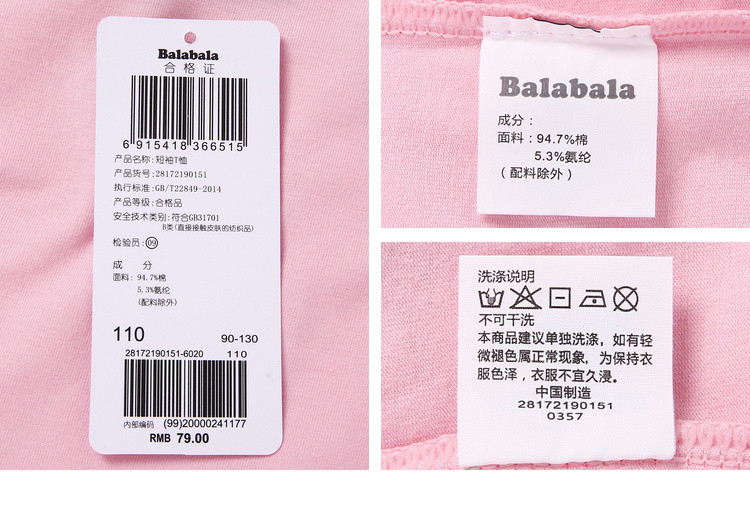 Balabala
合格证
6 915418 366515
产品名称: 短袖T恤
产品货号: 28172190151
执行标准: GB/T22849-2014
产品等级: 合格品
安全技术类别: 符合GB31701
B类(直接接触皮肤的纺织品)
检验员: 09
成 分
面料: 94.7%棉
5.3%氨纶
(配料除外)
110 90-130
28172190151-6020 110
内部编码 (99)20000241177
RMB 79.00
Balabala
成分:
面料: 94.7%棉
5.3%氨纶
(配料除外)
洗涤说明
不可干洗
本商品建议单独洗涤, 如有轻
微褪色属正常现象, 为保持衣
服色泽, 衣服不宜久浸。
中国制造
28172190151
0357